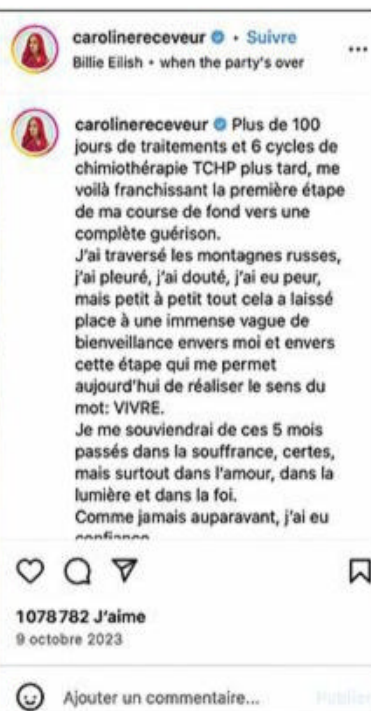 carolinereceveur • Suivre
Billie Eilish • when the party's over
carolinereceveur Plus de 100
jours de traitements et 6 cycles de
chimiothérapie TCHP plus tard, me
voilà franchissant la première étape
de ma course de fond vers une
complète guérison.
J'ai traversé les montagnes russes,
j'ai pleuré, j'ai douté, j'ai eu peur,
mais petit à petit tout cela a laissé
place à une immense vague de
bienveillance envers moi et envers
cette étape qui me permet
aujourd'hui de réaliser le sens du
mot: VIVRE.
Je me souviendrai de ces 5 mois
passés dans la souffrance, certes,
mais surtout dans l'amour, dans la
lumière et dans la foi.
Comme jamais auparavant, j'ai eu
confiance
1078782 J'aime
9 octobre 2023
Ajouter un commentaire... Publier